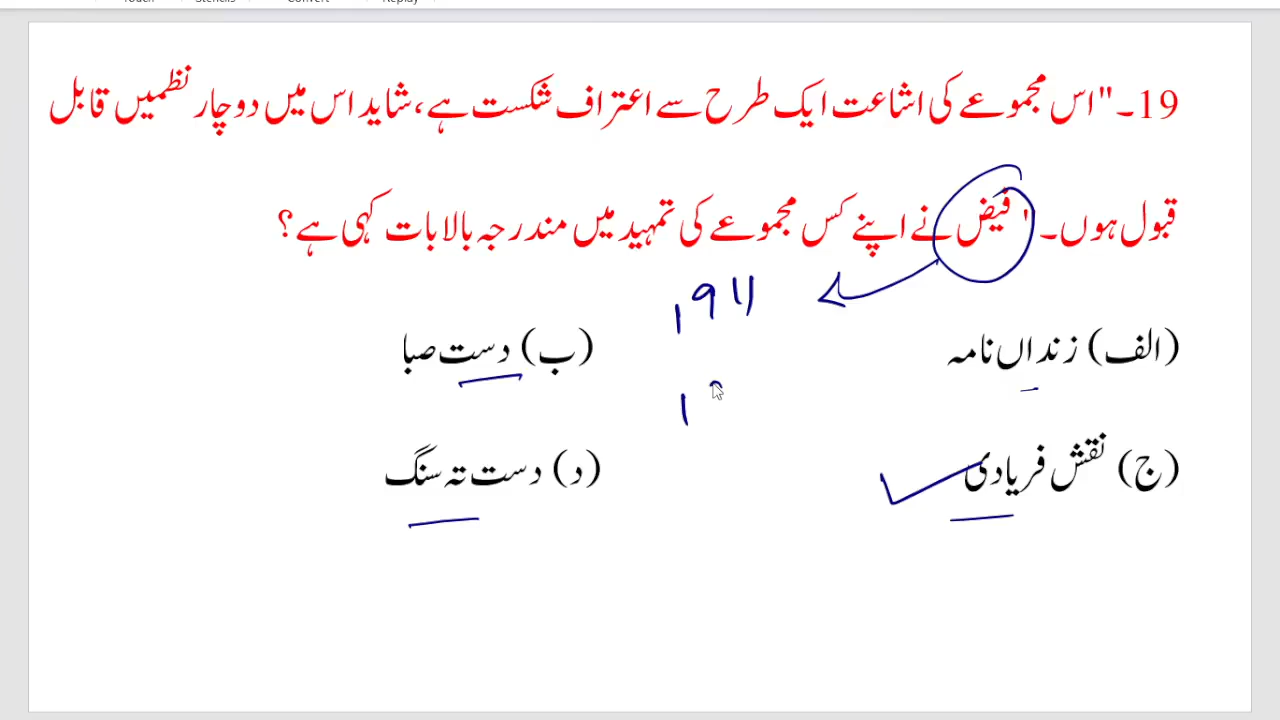 19۔"اس مجموعے کی اشاعت ایک طرح سے اعتراف شکست ہے، شاید اس میں دو چار نظمیں قابل
قبول ہوں۔' فیض نے اپنے کس مجموعے کی تمہید میں مندرجہ بالا بات کہی ہے؟
1911
(الف) زنداں نامہ (ب) دست صبا
1
(ج) نقش فریادی (د) دست تہ سنگ